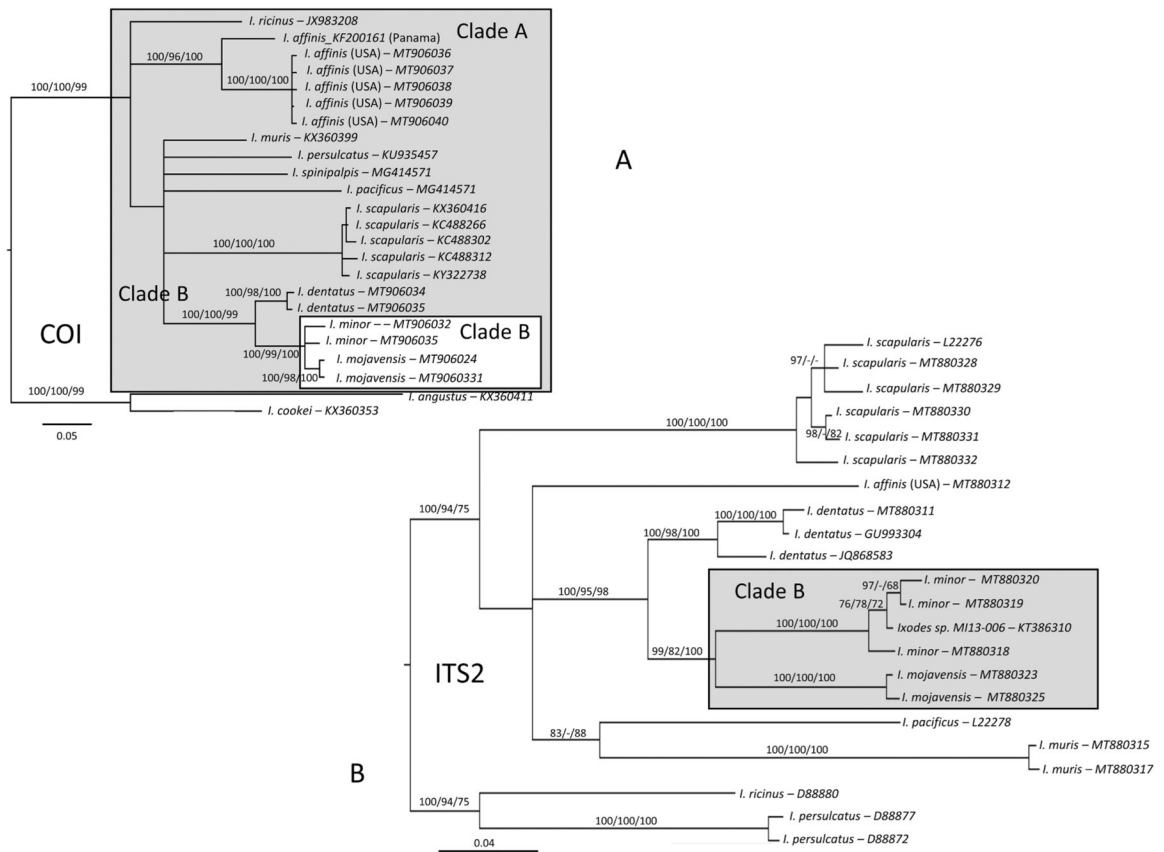 I. ricinus – JX983208
Clade A
I. affinis_KF200161 (Panama)
100/96/100
I. affinis (USA) – MT906036
I. affinis (USA) – MT906037
100/100/100
I. affinis (USA) – MT906038
100/100/99
I. affinis (USA) – MT906039
I. affinis (USA) – MT906040
I. muris – KX360399
I. persulcatus – KU935457
A
I. spinipalpis – MG414571
I. pacificus – MG414571
I. scapularis – KX360416
I. scapularis – KC488266
100/100/100
I. scapularis – KC488302
I. scapularis – KC488312
I. scapularis – KY322738
Clade B
100/98/100
I. dentatus – MT906034
I. dentatus – MT906035
100/100/99
COI
I. minor – – MT906032
Clade B
I. minor – MT906035
100/99/100
I. mojavensis – MT906024
100/98/100
I. mojavensis – MT9060331
100/100/99
I. angustus – KX360411
I. cookei – KX360353
0.05
I. scapularis – L22276
97/-/-
I. scapularis – MT880328
I. scapularis – MT880329
I. scapularis – MT880330
100/100/100
98/-/82
I. scapularis – MT880331
I. scapularis – MT880332
I. affinis (USA) – MT880312
100/94/75
100/100/100
I. dentatus – MT880311
100/98/100
I. dentatus – GU993304
I. dentatus – JQ868583
100/95/98
Clade B
97/-/68
I. minor – MT880320
76/78/72
I. minor – MT880319
100/100/100
Ixodes sp. MI13-006 – KT386310
99/82/100
I. minor – MT880318
ITS2
I. mojavensis – MT880323
100/100/100
I. mojavensis – MT880325
I. pacificus – L22278
83/-/88
I. muris – MT880315
100/100/100
I. muris – MT880317
B
I. ricinus – D88880
100/94/75
I. persulcatus – D88877
100/100/100
I. persulcatus – D88872
0.04